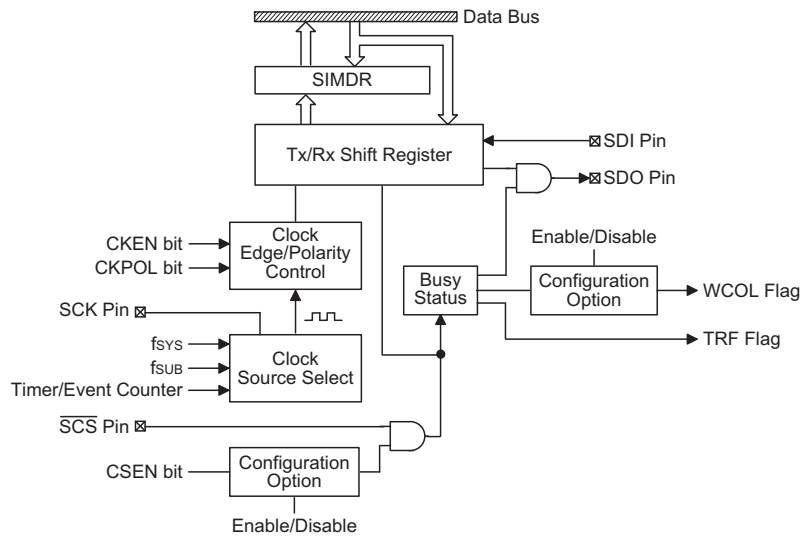 Data Bus
SIMDR
Tx/Rx Shift Register
SDI Pin
SDO Pin
CKEN bit
CKPOL bit
Clock
Edge/Polarity
Control
Enable/Disable
Busy
Status
Configuration
Option
WCOL Flag
TRF Flag
SCK Pin
fSYS
fSUB
Timer/Event Counter
Clock
Source Select
SCS Pin
CSEN bit
Configuration
Option
Enable/Disable